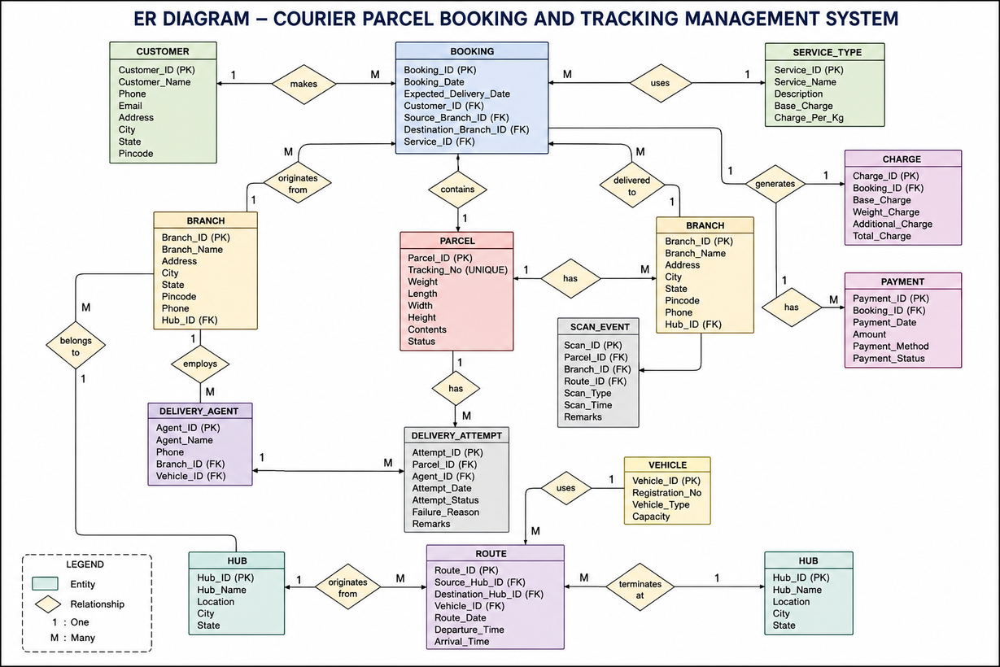 ER DIAGRAM – COURIER PARCEL BOOKING AND TRACKING MANAGEMENT SYSTEM
CUSTOMER
Customer_ID (PK)
Customer_Name
Phone
Email
Address
City
State
Pincode
1
makes
M
BOOKING
Booking_ID (PK)
Booking_Date
Expected_Delivery_Date
Customer_ID (FK)
Source_Branch_ID (FK)
Destination_Branch_ID (FK)
Service_ID (FK)
M
uses
1
SERVICE_TYPE
Service_ID (PK)
Service_Name
Description
Base_Charge
Charge_Per_Kg
M
originates
from
1
contains
1
M
delivered
to
1
1
generates
1
CHARGE
Charge_ID (PK)
Booking_ID (FK)
Base_Charge
Weight_Charge
Additional_Charge
Total_Charge
BRANCH
Branch_ID (PK)
Branch_Name
Address
City
State
Pincode
Phone
Hub_ID (FK)
PARCEL
Parcel_ID (PK)
Tracking_No (UNIQUE)
Weight
Length
Width
Height
Contents
Status
1
has
M
BRANCH
Branch_ID (PK)
Branch_Name
Address
City
State
Pincode
Phone
Hub_ID (FK)
1
has
M
PAYMENT
Payment_ID (PK)
Booking_ID (FK)
Payment_Date
Amount
Payment_Method
Payment_Status
M
belongs
to
1
1
employs
M
SCAN_EVENT
Scan_ID (PK)
Parcel_ID (FK)
Branch_ID (FK)
Route_ID (FK)
Scan_Type
Scan_Time
Remarks
1
has
M
DELIVERY_AGENT
Agent_ID (PK)
Agent_Name
Phone
Branch_ID (FK)
Vehicle_ID (FK)
1
M
DELIVERY_ATTEMPT
Attempt_ID (PK)
Parcel_ID (FK)
Agent_ID (FK)
Attempt_Date
Attempt_Status
Failure_Reason
Remarks
uses
1
M
VEHICLE
Vehicle_ID (PK)
Registration_No
Vehicle_Type
Capacity
LEGEND
Entity
Relationship
1 : One
M : Many
HUB
Hub_ID (PK)
Hub_Name
Location
City
State
1
originates
from
M
ROUTE
Route_ID (PK)
Source_Hub_ID (FK)
Destination_Hub_ID (FK)
Vehicle_ID (FK)
Route_Date
Departure_Time
Arrival_Time
M
terminates
at
1
HUB
Hub_ID (PK)
Hub_Name
Location
City
State